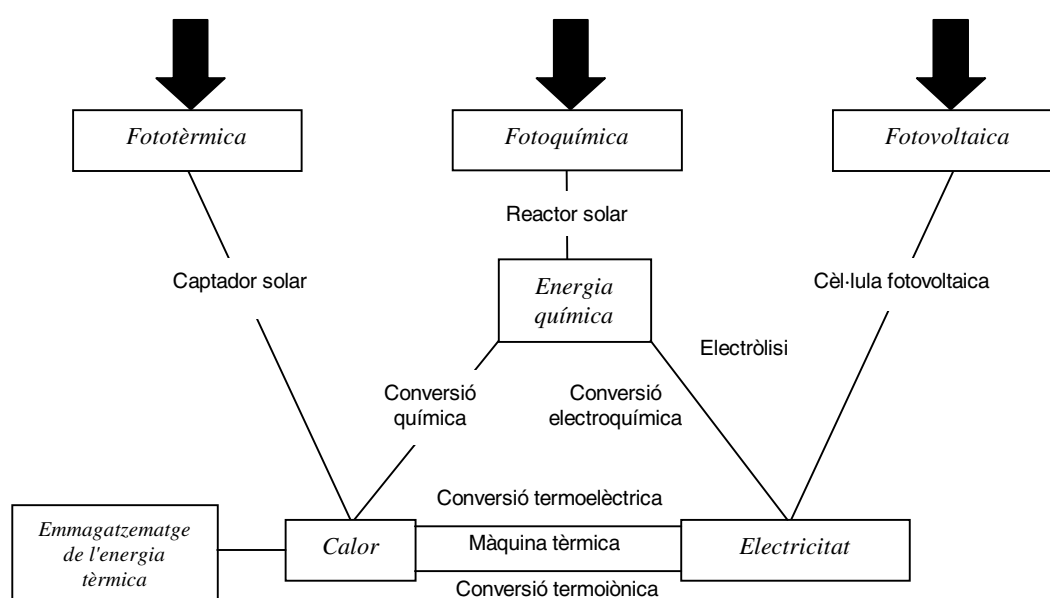 Fototèrmica
Fotoquímica
Fotovoltaica
Reactor solar
Captador solar
Energia
química
Cèl·lula fotovoltaica
Electròlisi
Conversió
química
Conversió
electroquímica
Conversió termoelèctrica
Emmagatzematge
de l'energia
tèrmica
Calor
Màquina tèrmica
Electricitat
Conversió termoiònica